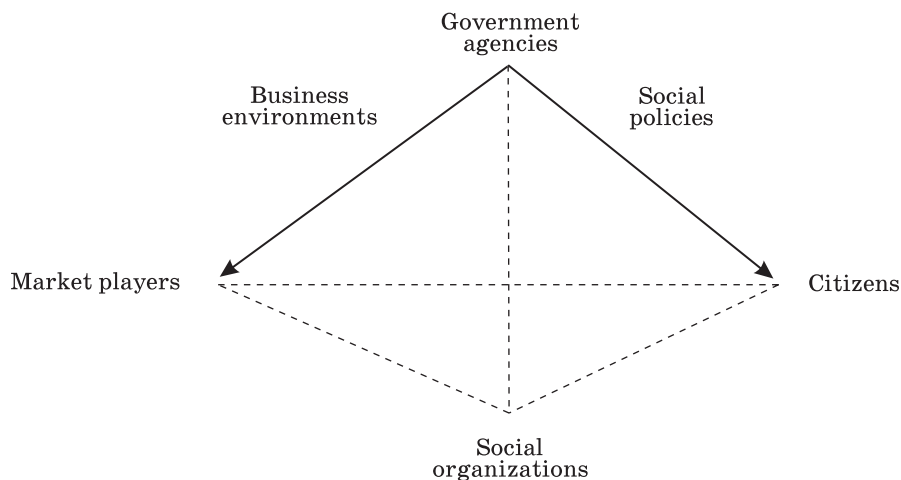 Government
agencies
Business
environments
Social
policies
Market players
Citizens
Social
organizations